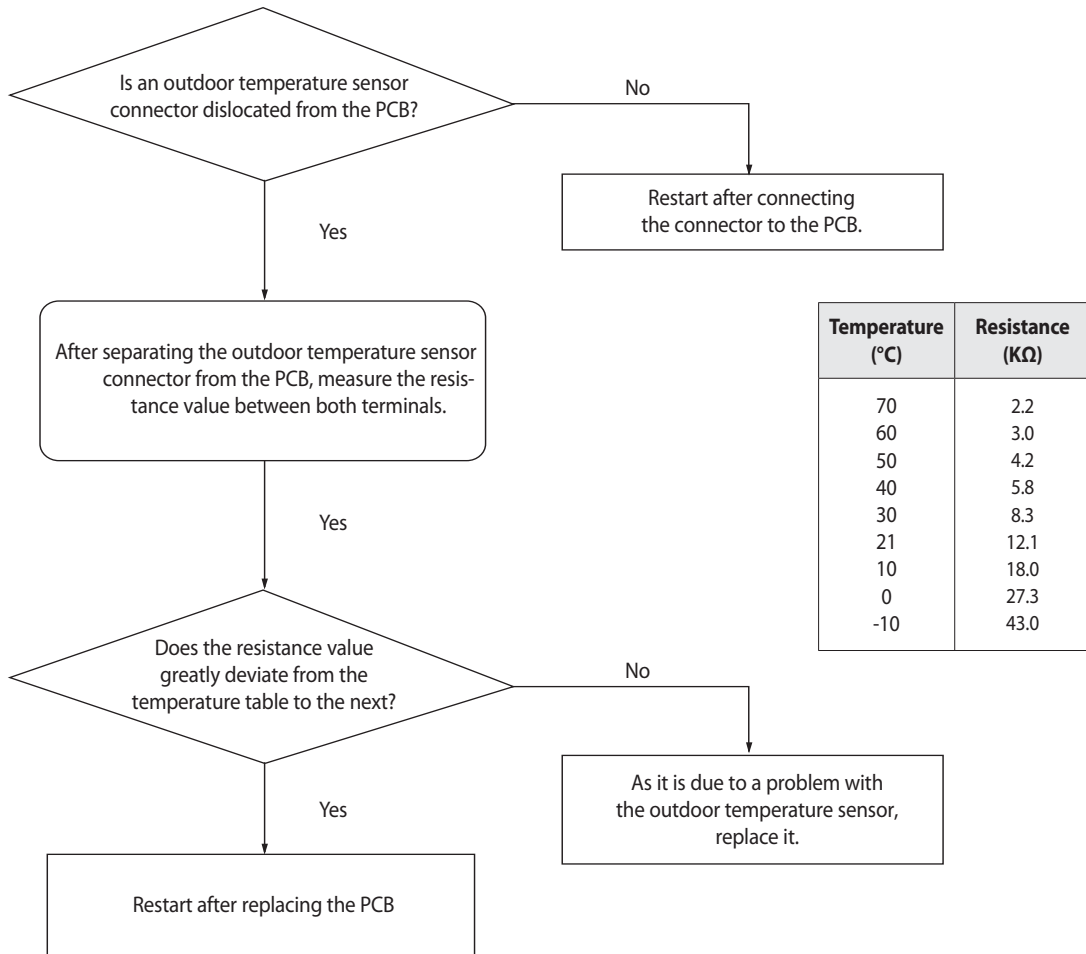 Is an outdoor temperature sensor
connector dislocated from the PCB?
No
Restart after connecting
the connector to the PCB.
Yes
After separating the outdoor temperature sensor
connector from the PCB, measure the resis-
tance value between both terminals.
Temperature Resistance
(°C) (KΩ)
70 2.2
60 3.0
50 4.2
40 5.8
30 8.3
21 12.1
10 18.0
0 27.3
-10 43.0
Yes
Does the resistance value
greatly deviate from the
temperature table to the next?
No
As it is due to a problem with
the outdoor temperature sensor,
replace it.
Yes
Restart after replacing the PCB